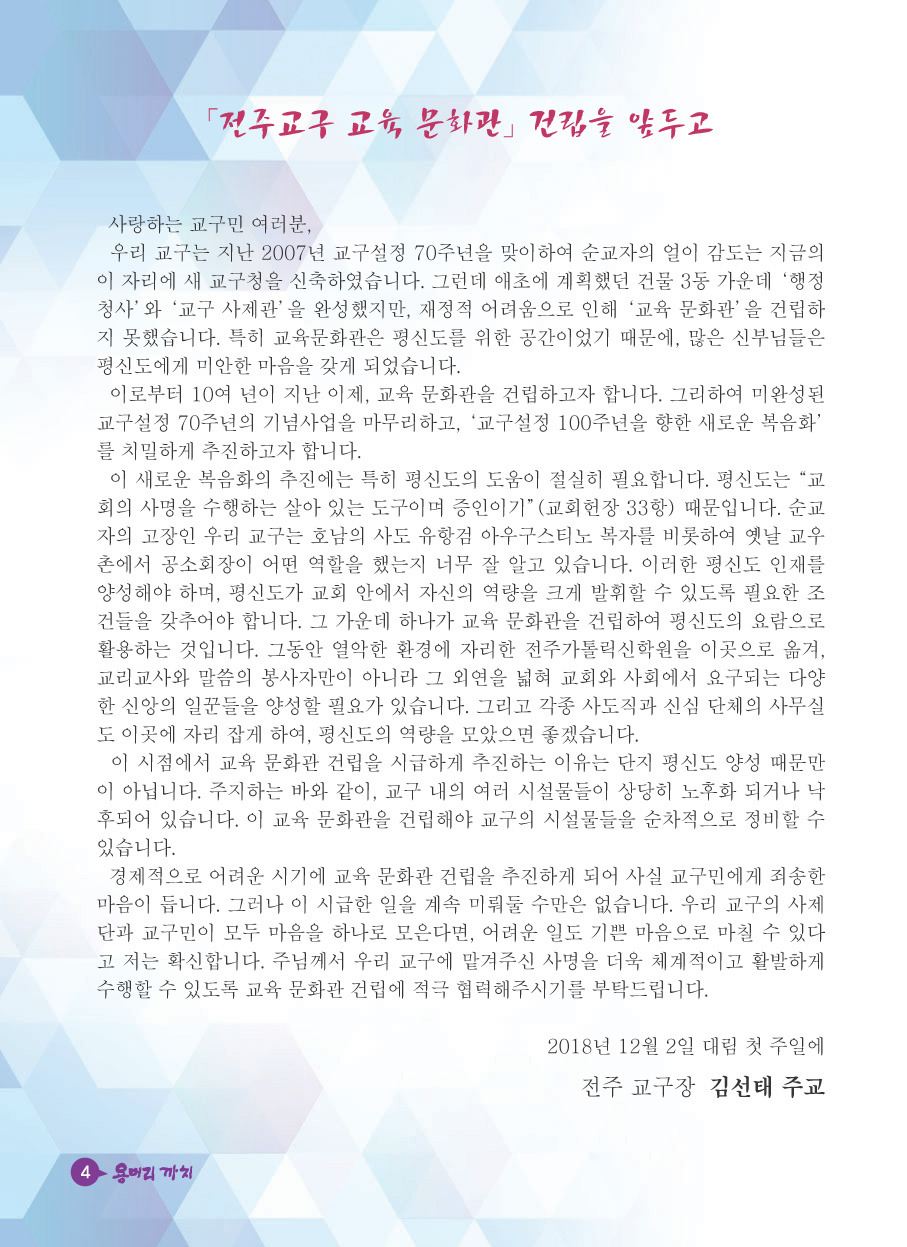 「전주교구 교육 문화관」 건립을 앞두고
사랑하는 교구민 여러분,
우리 교구는 지난 2007년 교구설정 70주년을 맞이하여 순교자의 얼이 감도는 지금의
이 자리에 새 교구청을 신축하였습니다. 그런데 애초에 계획했던 건물 3동 가운데 ‘행정
청사’와 ‘교구 사제관’을 완성했지만, 재정적 어려움으로 인해 ‘교육 문화관’을 건립하
지 못했습니다. 특히 교육문화관은 평신도를 위한 공간이었기 때문에, 많은 신부님들은
평신도에게 미안한 마음을 갖게 되었습니다.
이로부터 10여 년이 지난 이제, 교육 문화관을 건립하고자 합니다. 그리하여 미완성된
교구설정 70주년의 기념사업을 마무리하고, ‘교구설정 100주년을 향한 새로운 복음화’
를 치밀하게 추진하고자 합니다.
이 새로운 복음화의 추진에는 특히 평신도의 도움이 절실히 필요합니다. 평신도는 “교
회의 사명을 수행하는 살아 있는 도구이며 증인이기”(교회헌장 33항) 때문입니다. 순교
자의 고장인 우리 교구는 호남의 사도 유항검 아우구스티노 복자를 비롯하여 옛날 교우
촌에서 공소회장이 어떤 역할을 했는지 너무 잘 알고 있습니다. 이러한 평신도 인재를
양성해야 하며, 평신도가 교회 안에서 자신의 역량을 크게 발휘할 수 있도록 필요한 조
건들을 갖추어야 합니다. 그 가운데 하나가 교육 문화관을 건립하여 평신도의 요람으로
활용하는 것입니다. 그동안 열악한 환경에 자리한 전주가톨릭신학원을 이곳으로 옮겨,
교리교사와 말씀의 봉사자만이 아니라 그 외연을 넓혀 교회와 사회에서 요구되는 다양
한 신앙의 일꾼들을 양성할 필요가 있습니다. 그리고 각종 사도직과 신심 단체의 사무실
도 이곳에 자리 잡게 하여, 평신도의 역량을 모았으면 좋겠습니다.
이 시점에서 교육 문화관 건립을 시급하게 추진하는 이유는 단지 평신도 양성 때문만
이 아닙니다. 주지하는 바와 같이, 교구 내의 여러 시설물들이 상당히 노후화 되거나 낙
후되어 있습니다. 이 교육 문화관을 건립해야 교구의 시설물들을 순차적으로 정비할 수
있습니다.
경제적으로 어려운 시기에 교육 문화관 건립을 추진하게 되어 사실 교구민에게 죄송한
마음이 듭니다. 그러나 이 시급한 일을 계속 미뤄둘 수만은 없습니다. 우리 교구의 사제
단과 교구민이 모두 마음을 하나로 모은다면, 어려운 일도 기쁜 마음으로 마칠 수 있다
고 저는 확신합니다. 주님께서 우리 교구에 맡겨주신 사명을 더욱 체계적이고 활발하게
수행할 수 있도록 교육 문화관 건립에 적극 협력해주시기를 부탁드립니다.
2018년 12월 2일 대림 첫 주일에
전주 교구장 김선태 주교
4 용머리 까치